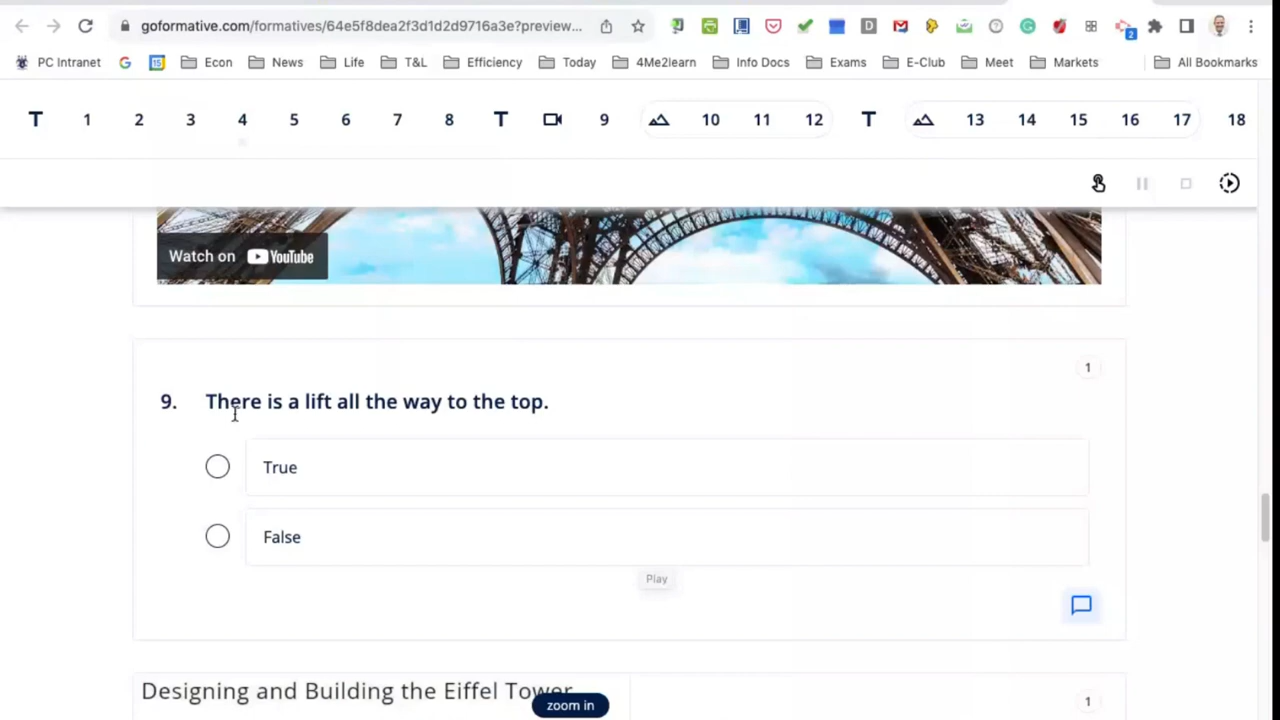 goformative.com/formatives/64e5f8dea2f3d1d2d9716a3e?preview...
2
PC Intranet
15
Econ
News
Life
T&L
Efficiency
Today
4Me2learn
Info Docs
Exams
E-Club
Meet
Markets
All Bookmarks
T 1 2 3 4 5 6 7 8 T 9 10 11 12 T 13 14 15 16 17 18
Watch on YouTube
1
9. There is a lift all the way to the top.
True
False
Play
Designing and Building the Eiffel Tower
1
zoom in